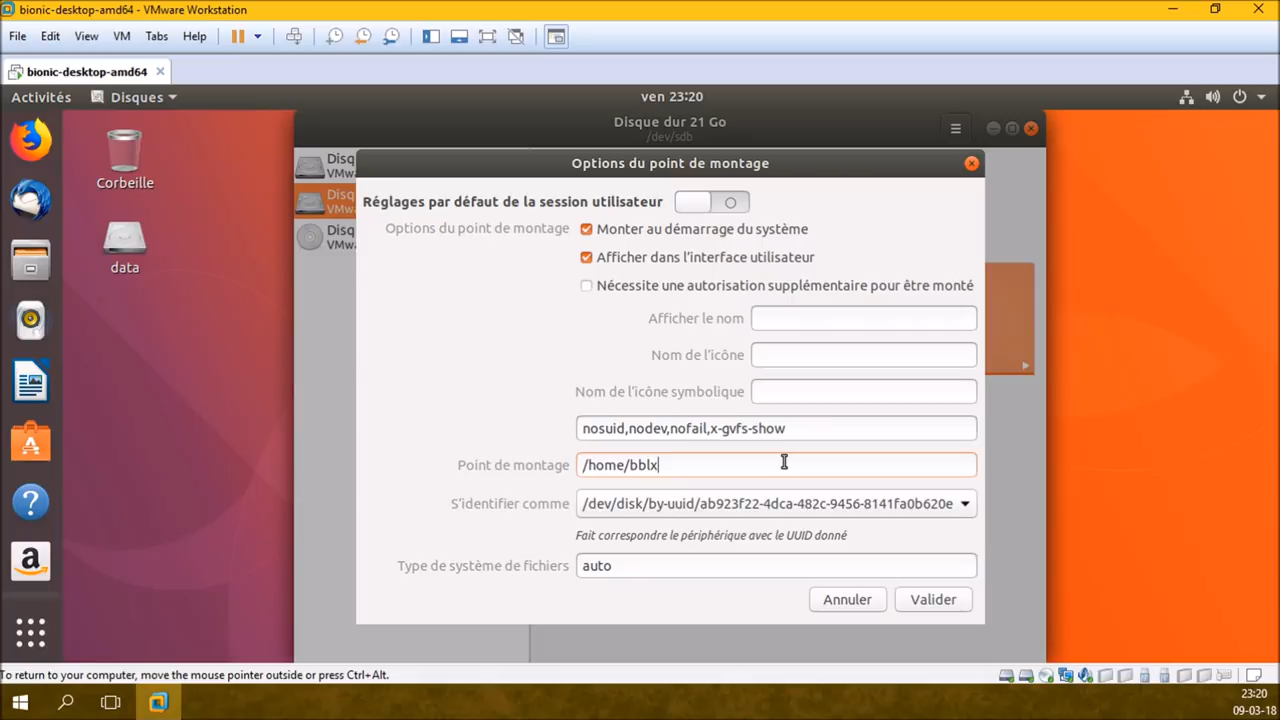 bionic-desktop-amd64 - VMware Workstation
File Edit View VM Tabs Help
bionic-desktop-amd64
Activités Disques ven 23:20
Disque dur 21 Go
/dev/sdb
Corbeille
data
Disq
VMwa
Disq
VMwa
Disq
VMwa
Options du point de montage
Réglages par défaut de la session utilisateur
Options du point de montage Monter au démarrage du système
Afficher dans l'interface utilisateur
Nécessite une autorisation supplémentaire pour être monté
Afficher le nom
Nom de l'icône
Nom de l'icône symbolique
nosuid,nodev,nofail,x-gvfs-show
Point de montage /home/bblx
S'identifier comme /dev/disk/by-uuid/ab923f22-4dca-482c-9456-8141fa0b620e
Fait correspondre le périphérique avec le UUID donné
Type de système de fichiers auto
Annuler Valider
To return to your computer, move the mouse pointer outside or press Ctrl+Alt.
23:20
09-03-18